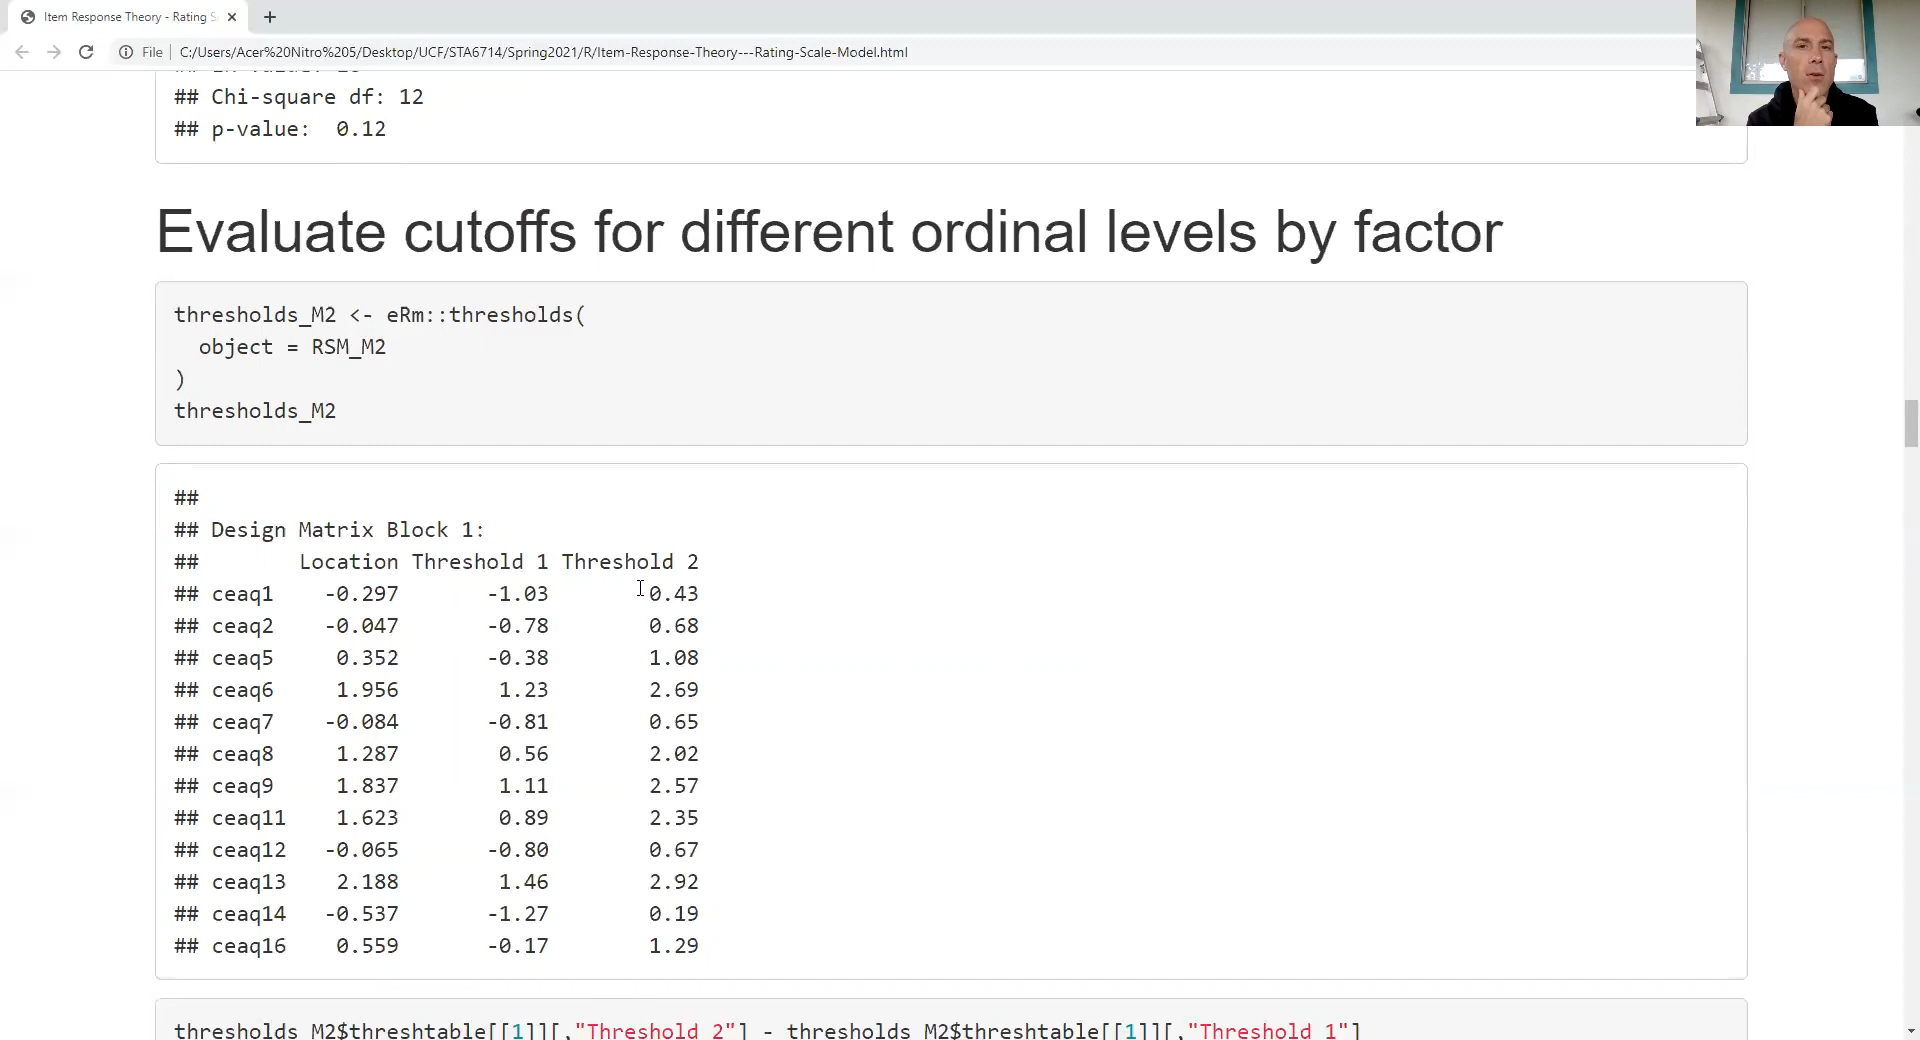 Item Response Theory - Rating S
File C:/Users/Acer%20Nitro%205/Desktop/UCF/STA6714/Spring2021/R/Item-Response-Theory---Rating-Scale-Model.html
## Chi-square df: 12
## p-value:  0.12
Evaluate cutoffs for different ordinal levels by factor
thresholds_M2 <- eRm::thresholds(
  object = RSM_M2
)
thresholds_M2
##
## Design Matrix Block 1:
##        Location Threshold 1 Threshold 2
## ceaq1    -0.297       -1.03        0.43
## ceaq2    -0.047       -0.78        0.68
## ceaq5     0.352       -0.38        1.08
## ceaq6     1.956        1.23        2.69
## ceaq7    -0.084       -0.81        0.65
## ceaq8     1.287        0.56        2.02
## ceaq9     1.837        1.11        2.57
## ceaq11    1.623        0.89        2.35
## ceaq12   -0.065       -0.80        0.67
## ceaq13    2.188        1.46        2.92
## ceaq14   -0.537       -1.27        0.19
## ceaq16    0.559       -0.17        1.29
thresholds_M2$threshtable[[1]][,"Threshold 2"] - thresholds_M2$threshtable[[1]][,"Threshold 1"]